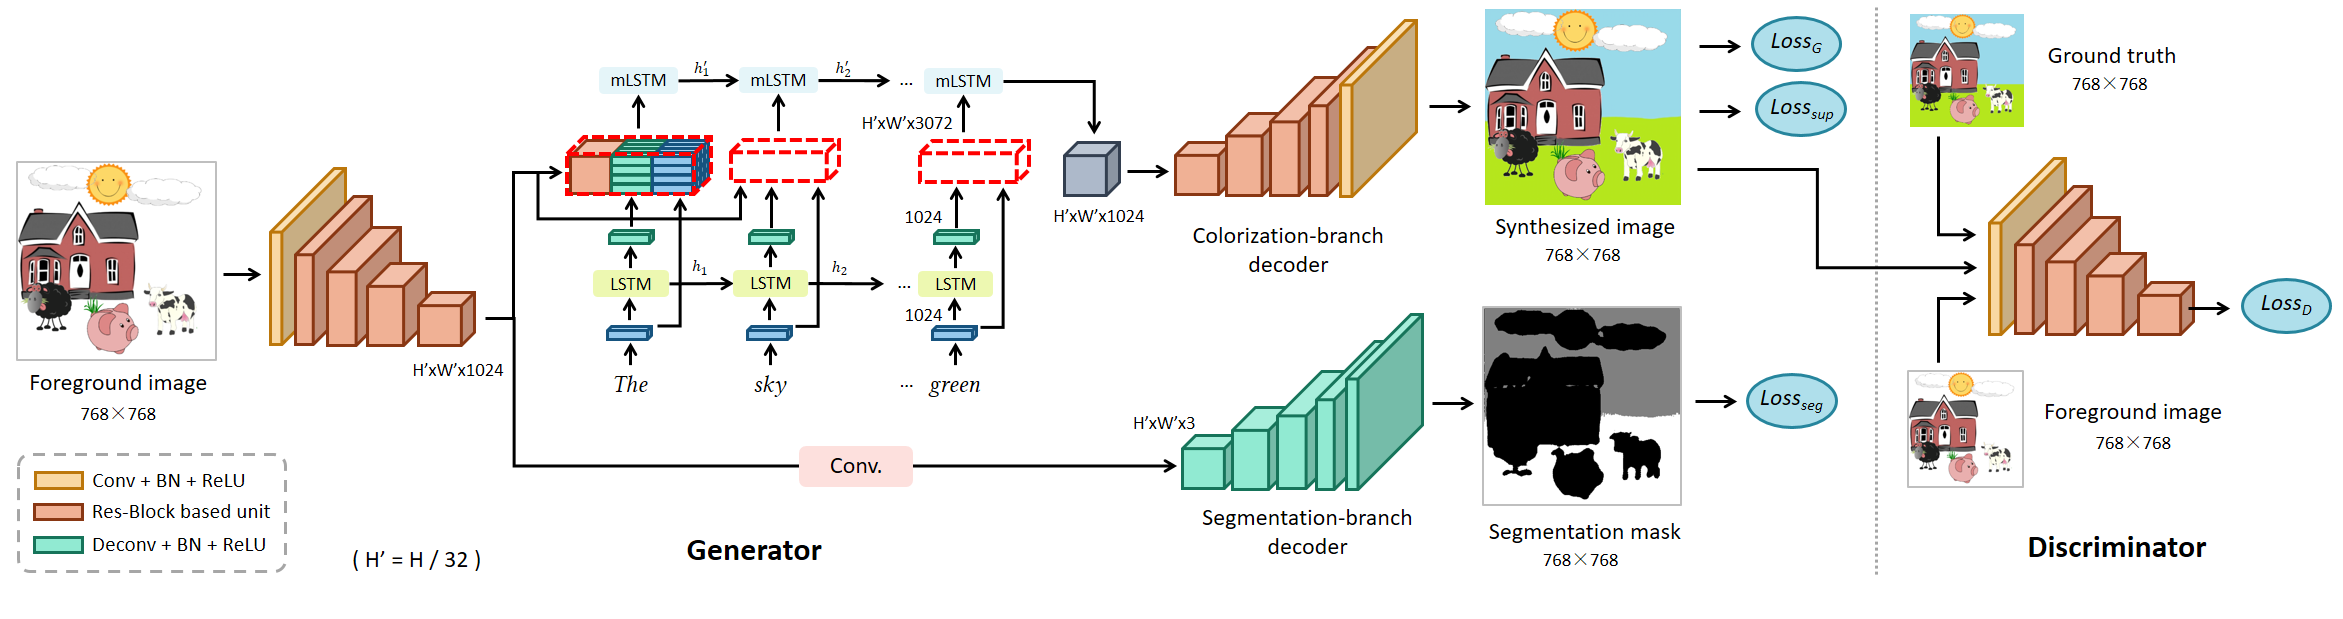 Foreground image
768×768
Conv + BN + ReLU
Res-Block based unit
Deconv + BN + ReLU
( H’ = H / 32 )
H’xW’x1024
mLSTM
h′1
mLSTM
h′2
...
mLSTM
H’xW’x3072
1024
LSTM
h1
LSTM
h2
...
LSTM
1024
The
sky
...
green
Conv.
Generator
H’xW’x1024
Colorization-branch
decoder
H’xW’x3
Segmentation-branch
decoder
Synthesized image
768×768
Segmentation mask
768×768
LossG
Losssup
Lossseg
Ground truth
768×768
Foreground image
768×768
LossD
Discriminator